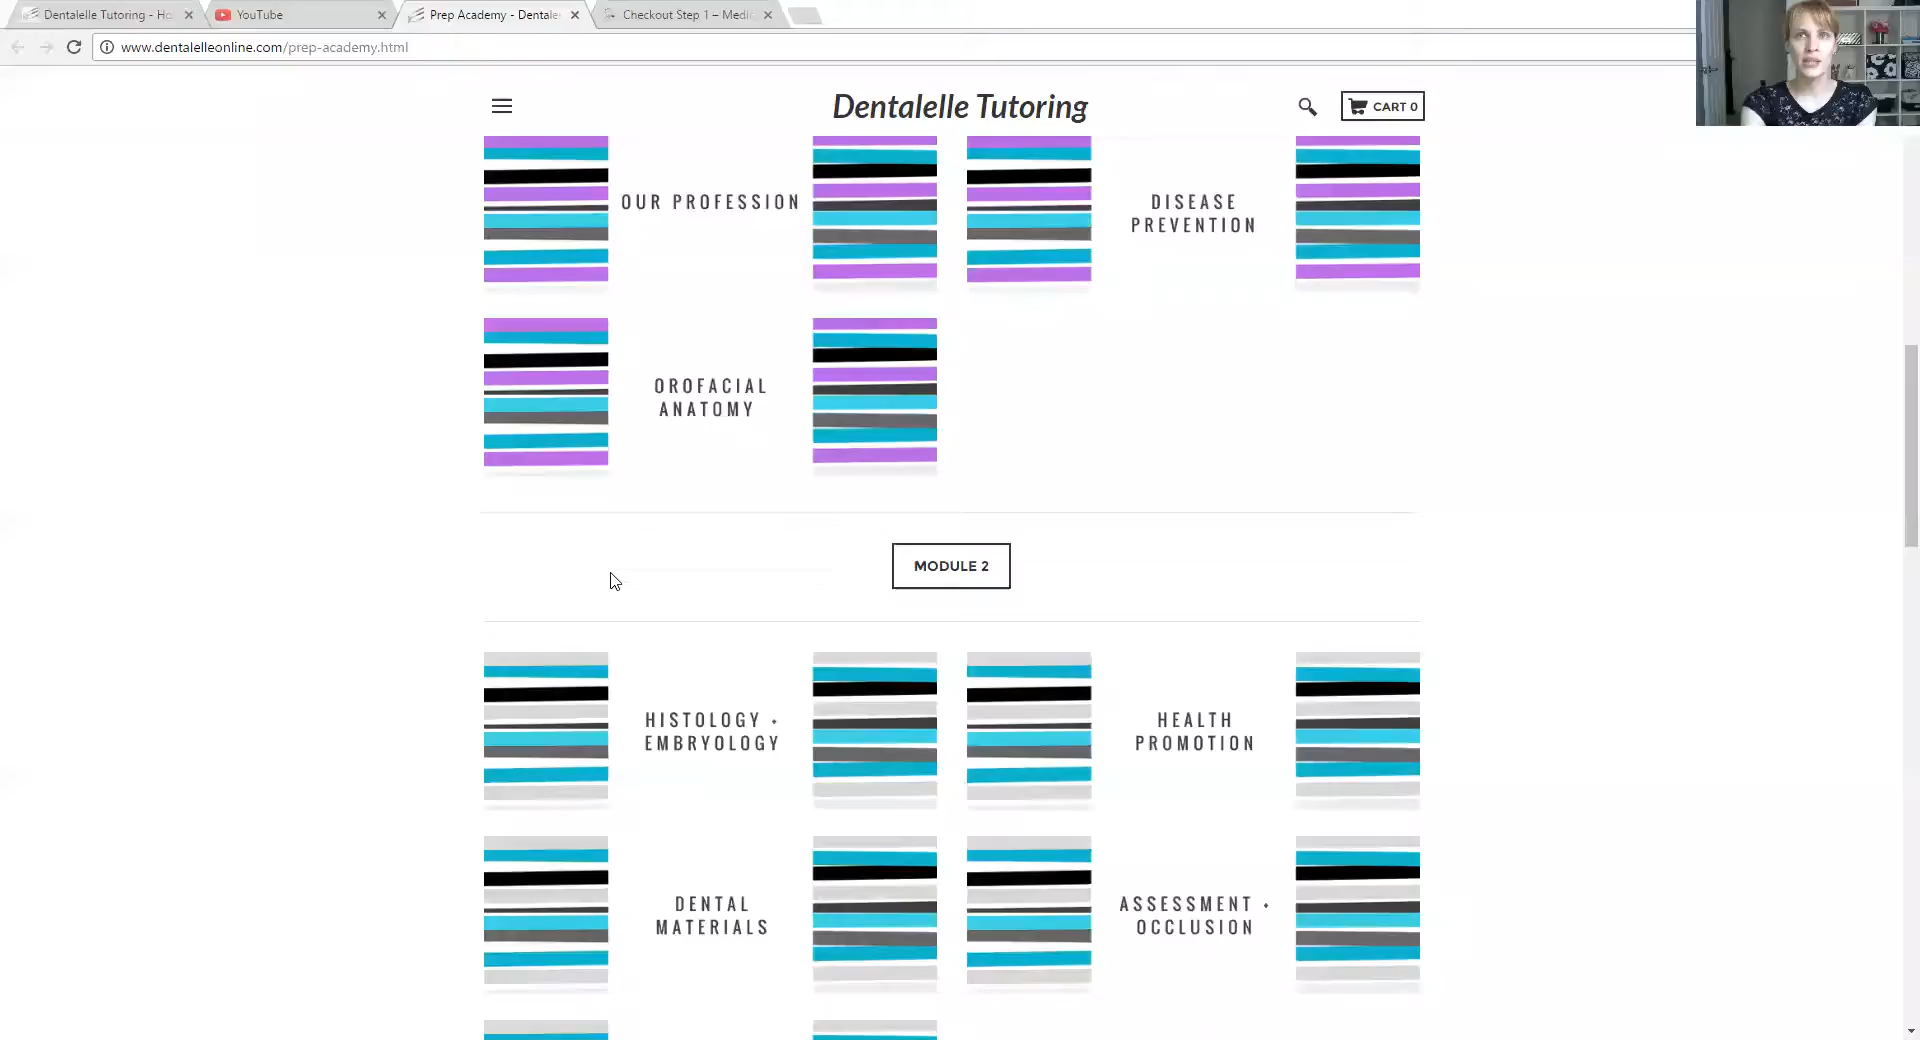 Dentalelle Tutoring - Ho
YouTube
Prep Academy - Dentale
Checkout Step 1 – Medi
www.dentalelleonline.com/prep-academy.html
Dentalelle Tutoring
CART 0
OUR PROFESSION
DISEASE
PREVENTION
OROFACIAL
ANATOMY
MODULE 2
HISTOLOGY +
EMBRYOLOGY
HEALTH
PROMOTION
DENTAL
MATERIALS
ASSESSMENT +
OCCLUSION